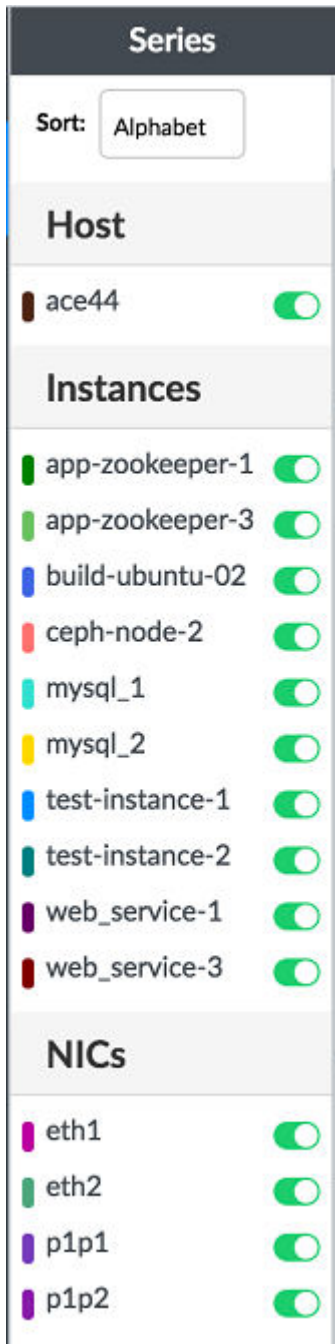 Series
Sort: Alphabet
Host
ace44
Instances
app-zookeeper-1
app-zookeeper-3
build-ubuntu-02
ceph-node-2
mysql_1
mysql_2
test-instance-1
test-instance-2
web_service-1
web_service-3
NICs
eth1
eth2
p1p1
p1p2